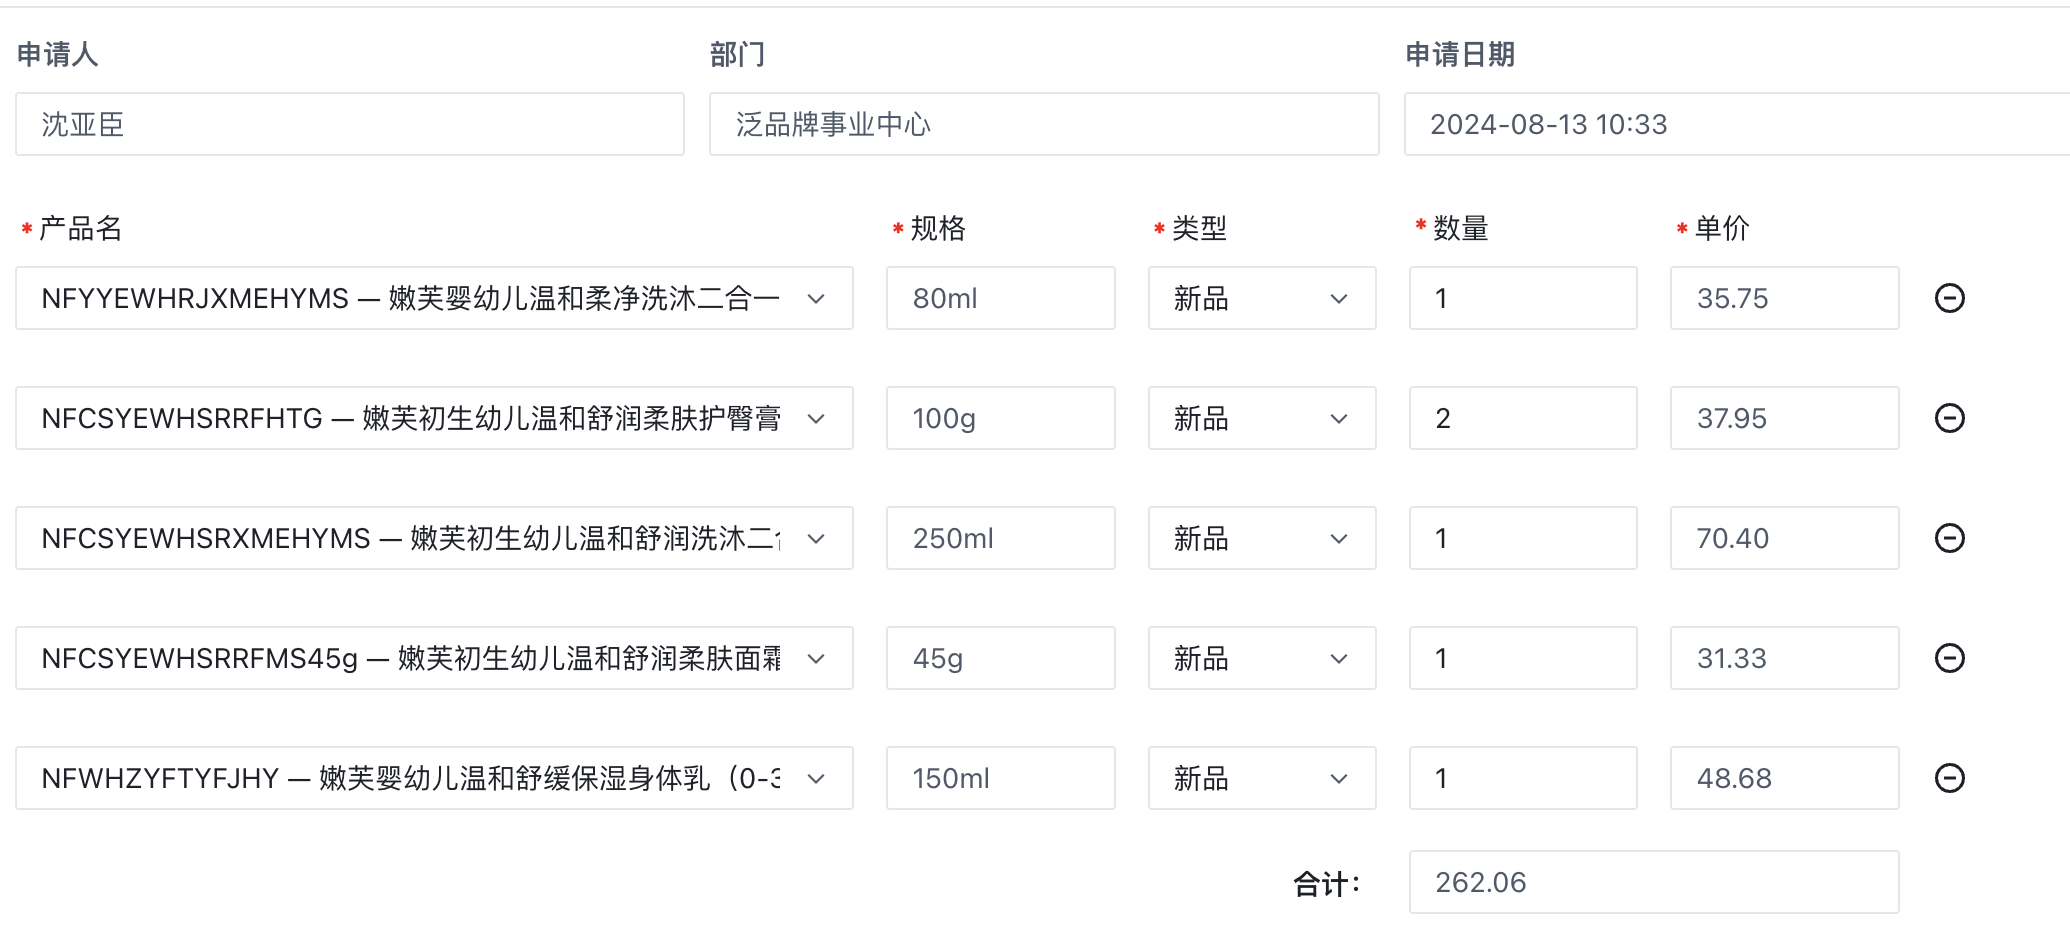 申请人 部门 申请日期
沈亚臣 泛品牌事业中心 2024-08-13 10:33
* 产品名 * 规格 * 类型 * 数量 * 单价
NFYYEWHRJXMEHYMS — 嫩芙婴幼儿温和柔净洗沐二合一 80ml 新品 1 35.75
NFCSYEWHSRRFHTG — 嫩芙初生幼儿温和舒润柔肤护臀膏 100g 新品 2 37.95
NFCSYEWHSRXMEHYMS — 嫩芙初生幼儿温和舒润洗沐二 250ml 新品 1 70.40
NFCSYEWHSRRFMS45g — 嫩芙初生幼儿温和舒润柔肤面霜 45g 新品 1 31.33
NFWHZYFTYFJHY — 嫩芙婴幼儿温和舒缓保湿身体乳（0-3 150ml 新品 1 48.68
合计： 262.06